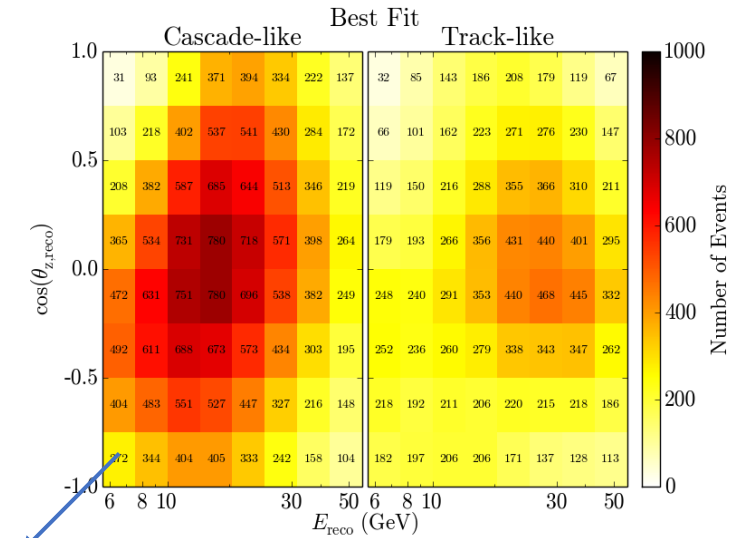 Best Fit
Cascade-like Track-like
1.0
31 93 241 371 394 334 222 137 32 85 143 186 208 179 119 67
103 218 402 537 541 430 284 172 66 101 162 223 271 276 230 147
0.5
208 382 587 685 644 513 346 219 119 150 216 288 355 366 310 211
365 534 731 780 718 571 398 264 179 193 266 356 431 440 401 295
0.0
472 631 751 780 696 538 382 249 248 240 291 353 440 468 445 332
492 611 688 673 573 434 303 195 252 236 260 279 338 343 347 262
-0.5
404 483 551 527 447 327 216 148 218 192 211 206 220 215 218 186
344 404 405 333 242 158 104 182 197 206 206 171 137 128 113
-1.0
6 8 10 30 50 6 8 10 30 50
E_reco (GeV)
cos(θ_z,reco)
1000
800
600
400
200
0
Number of Events